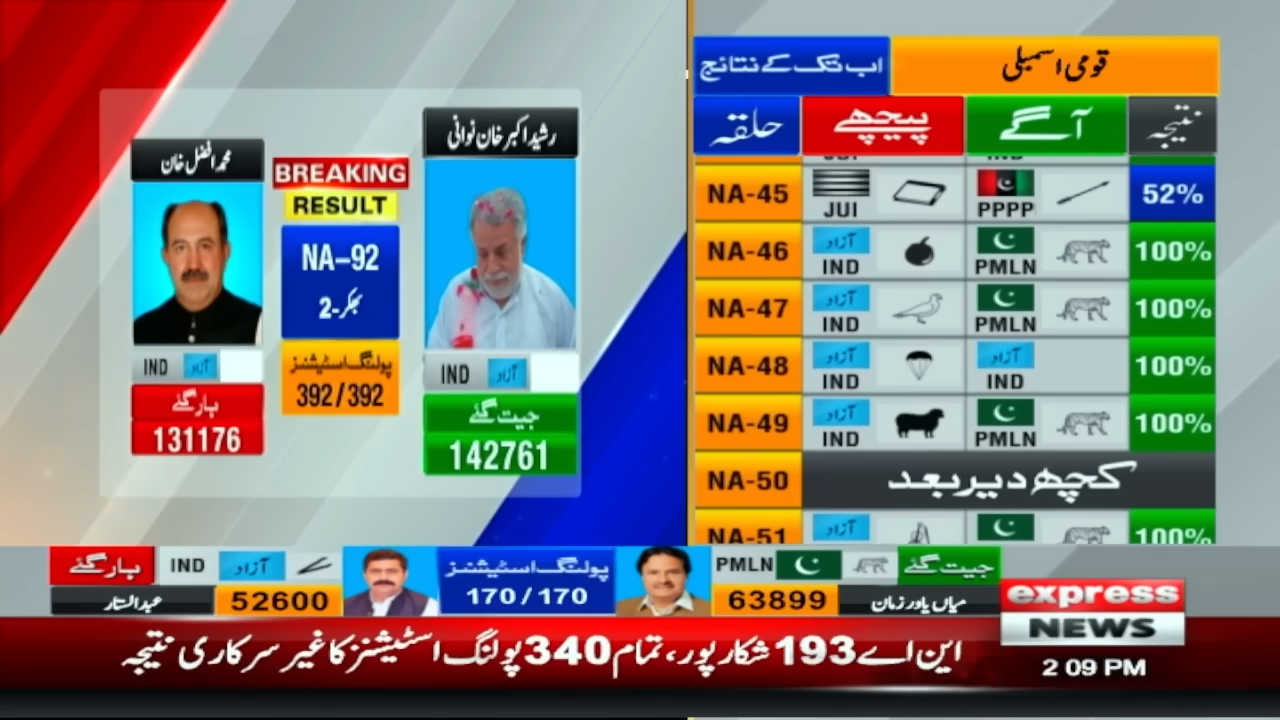 محمد افضل خان
IND آزاد
ہار گئے
131176
BREAKING
RESULT
NA-92
بھکر-2
پولنگ اسٹیشنز
392/392
رشید اکبر خان نوانی
IND آزاد
جیت گئے
142761
اب تک کے نتائج
قومی اسمبلی
حلقہ پیچھے آگے نتیجہ
JUI IND
NA-45 JUI PPPP 52%
NA-46 آزاد IND PMLN 100%
NA-47 آزاد IND PMLN 100%
NA-48 آزاد IND آزاد IND 100%
NA-49 آزاد IND PMLN 100%
NA-50 کچھ دیر بعد
NA-51 آزاد 100%
ہار گئے IND آزاد
عبدالستار 52600
پولنگ اسٹیشنز
170/170
PMLN جیت گئے
63899 میاں یاور زمان
express
NEWS
2:09 PM
این اے 193 شکارپور، تمام 340 پولنگ اسٹیشنز کا غیر سرکاری نتیجہ